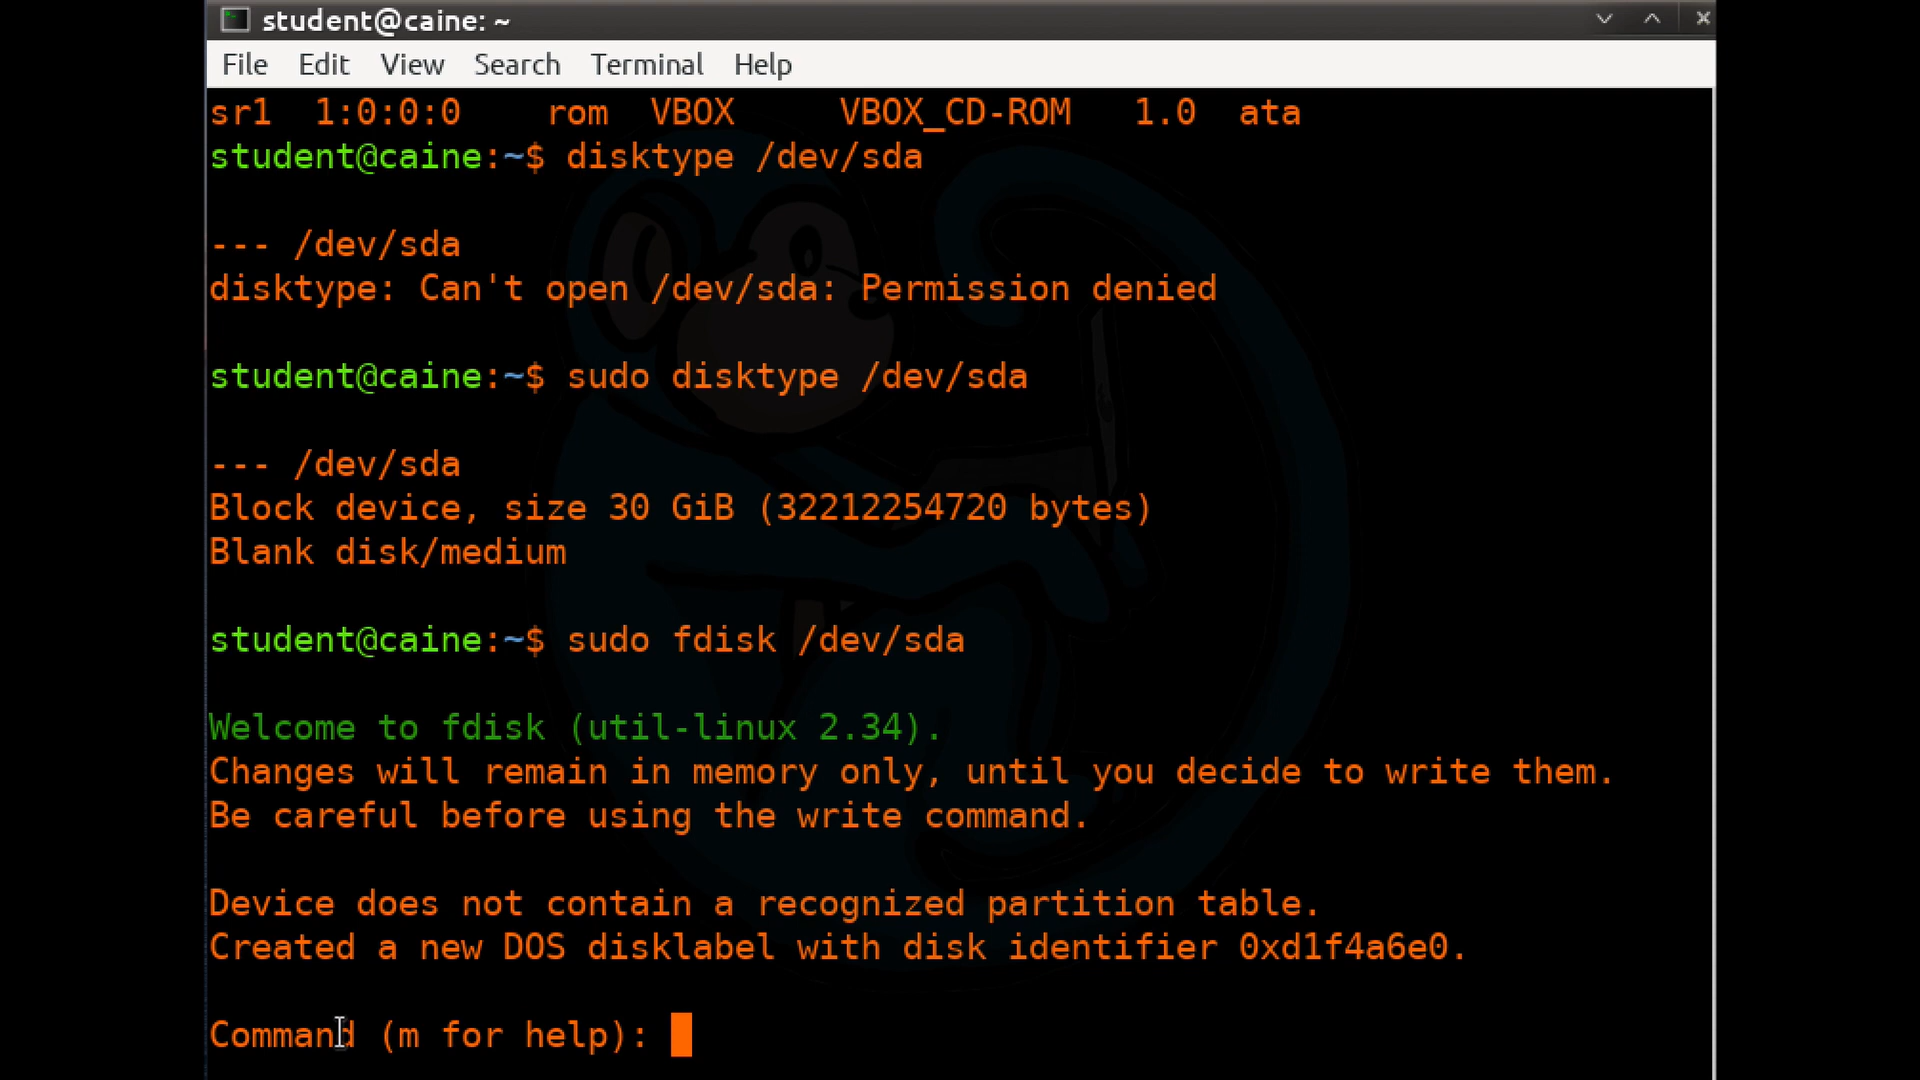 student@caine: ~
File Edit View Search Terminal Help
sr1  1:0:0:0    rom  VBOX     VBOX_CD-ROM   1.0  ata
student@caine:~$ disktype /dev/sda
--- /dev/sda
disktype: Can't open /dev/sda: Permission denied
student@caine:~$ sudo disktype /dev/sda
--- /dev/sda
Block device, size 30 GiB (32212254720 bytes)
Blank disk/medium
student@caine:~$ sudo fdisk /dev/sda
Welcome to fdisk (util-linux 2.34).
Changes will remain in memory only, until you decide to write them.
Be careful before using the write command.
Device does not contain a recognized partition table.
Created a new DOS disklabel with disk identifier 0xd1f4a6e0.
Command (m for help):